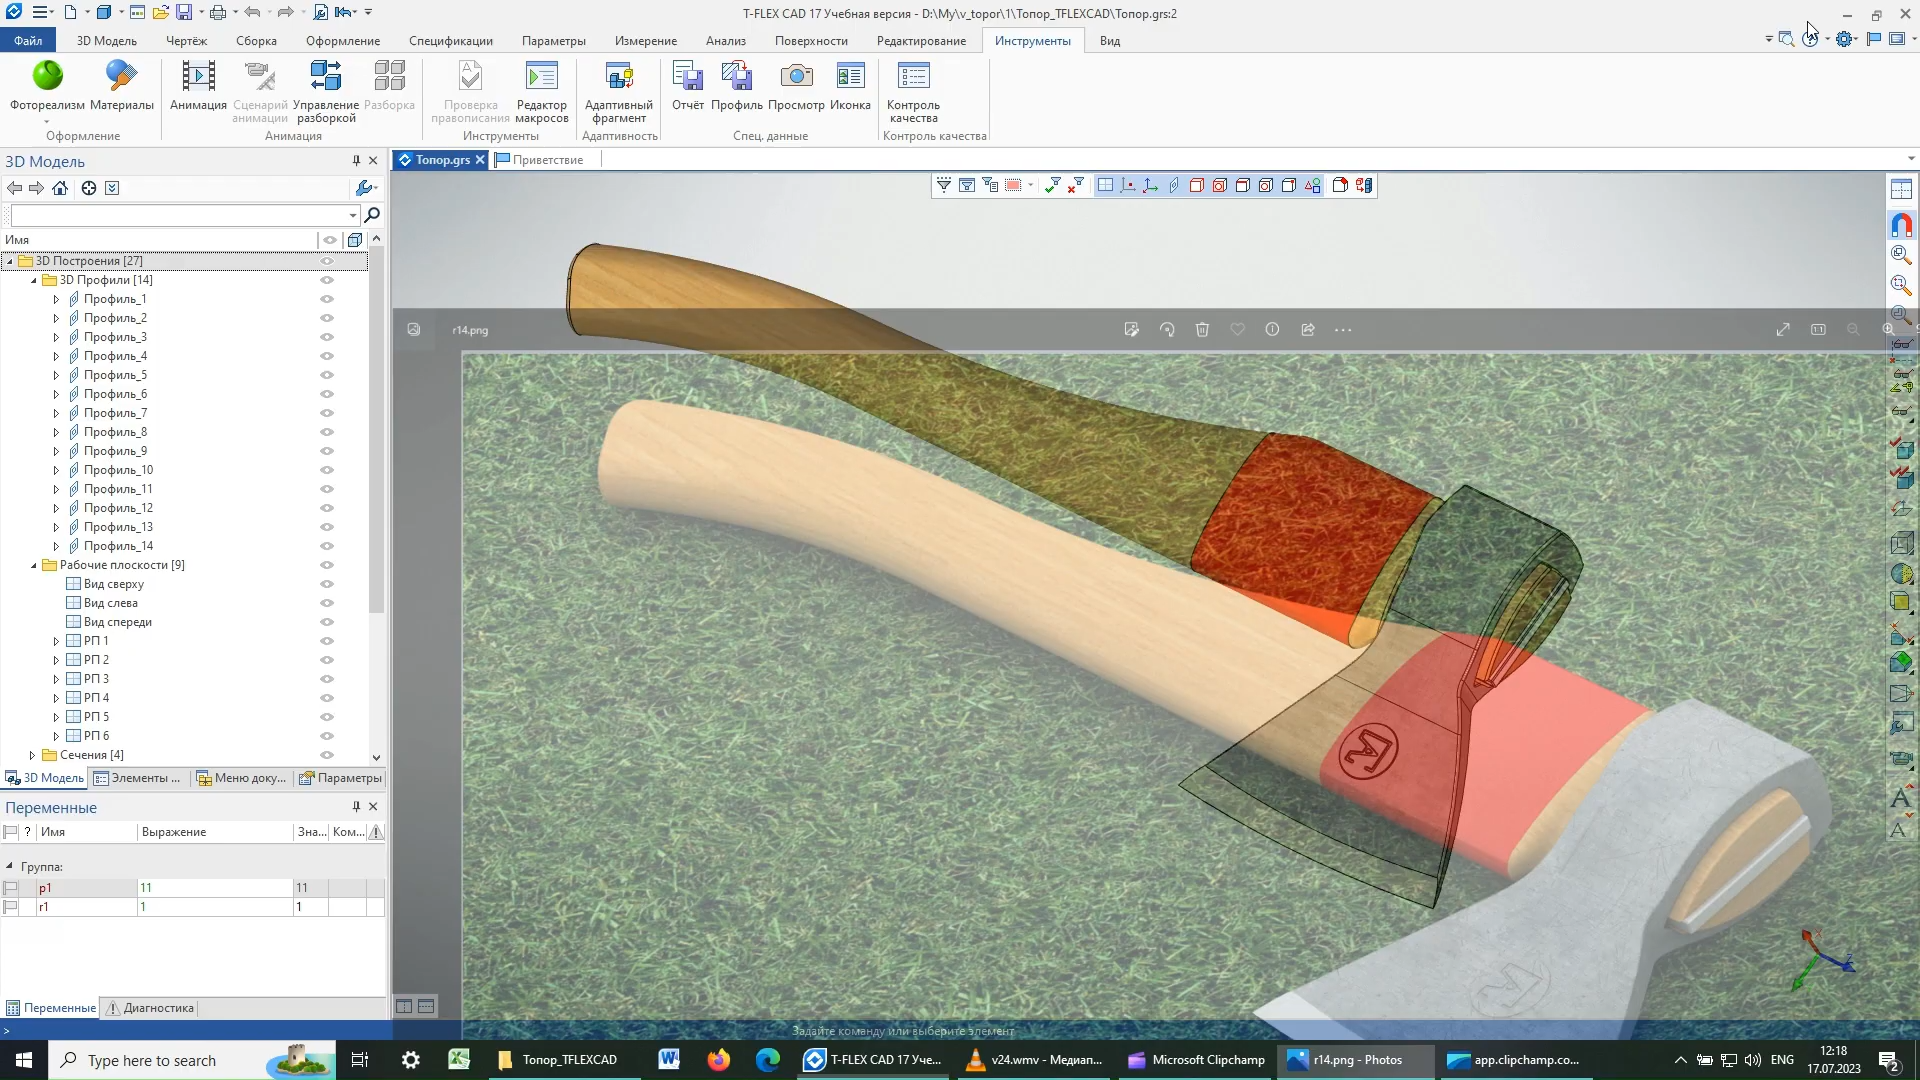 T-FLEX CAD 17 Учебная версия - D:\My\v_topor\1\Топор_TFLEXCAD\Топор.grs:2
Файл
3D Модель
Чертёж
Сборка
Оформление
Спецификации
Параметры
Измерение
Анализ
Поверхности
Редактирование
Инструменты
Вид
Фотореализм
Материалы
Анимация
Сценарий анимации
Управление разборкой
Разборка
Проверка правописания
Редактор макросов
Адаптивный фрагмент
Отчёт
Профиль
Просмотр
Иконка
Контроль качества
Оформление
Анимация
Инструменты
Адаптивность
Спец. данные
Контроль качества
3D Модель
Топор.grs
Приветствие
Имя
3D Построения [27]
3D Профили [14]
Профиль_1
Профиль_2
Профиль_3
Профиль_4
Профиль_5
Профиль_6
Профиль_7
Профиль_8
Профиль_9
Профиль_10
Профиль_11
Профиль_12
Профиль_13
Профиль_14
Рабочие плоскости [9]
Вид сверху
Вид слева
Вид спереди
РП 1
РП 2
РП 3
РП 4
РП 5
РП 6
Сечения [4]
r14.png
3D Модель
Элементы ...
Меню доку...
Параметры
Переменные
? Имя Выражение Зна... Ком...
Группа:
p1 11 11
r1 1 1
Переменные
Диагностика
>
Задайте команду или выберите элемент
Type here to search
Топор_TFLEXCAD
T-FLEX CAD 17 Уче...
v24.wmv - Медиап...
Microsoft Clipchamp
r14.png - Photos
app.clipchamp.co...
ENG
12:18
17.07.2023
2